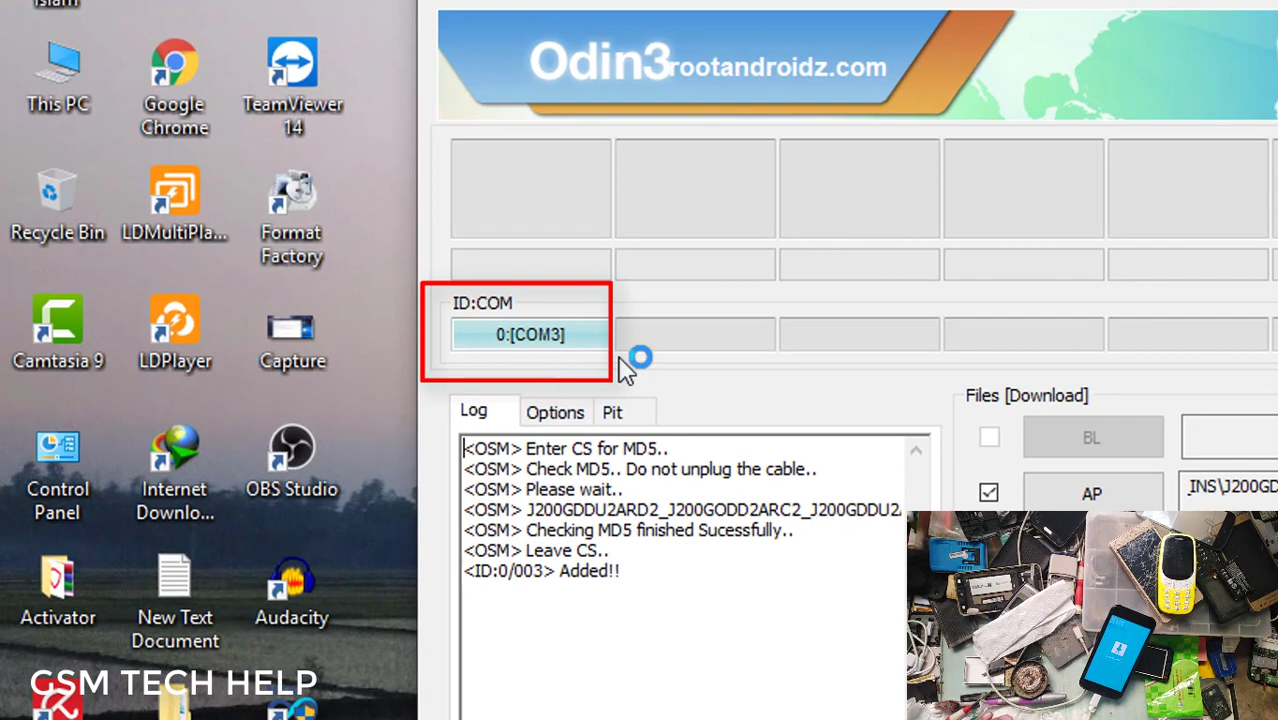 This PC
Google
Chrome
TeamViewer
14
Recycle Bin
LDMultiPla...
Format
Factory
Camtasia 9
LDPlayer
Capture
Control
Panel
Internet
Downlo...
OBS Studio
Activator
New Text
Document
Audacity
GSM TECH HELP
Odin3 rootandroidz.com
ID:COM
0:[COM3]
Log
Options
Pit
<OSM> Enter CS for MD5..
<OSM> Check MD5.. Do not unplug the cable..
<OSM> Please wait..
<OSM> J200GDDU2ARD2_J200GODD2ARC2_J200GDDU2
<OSM> Checking MD5 finished Sucessfully..
<OSM> Leave CS..
<ID:0/003> Added!!
Files [Download]
BL
AP
_INS\J200GD